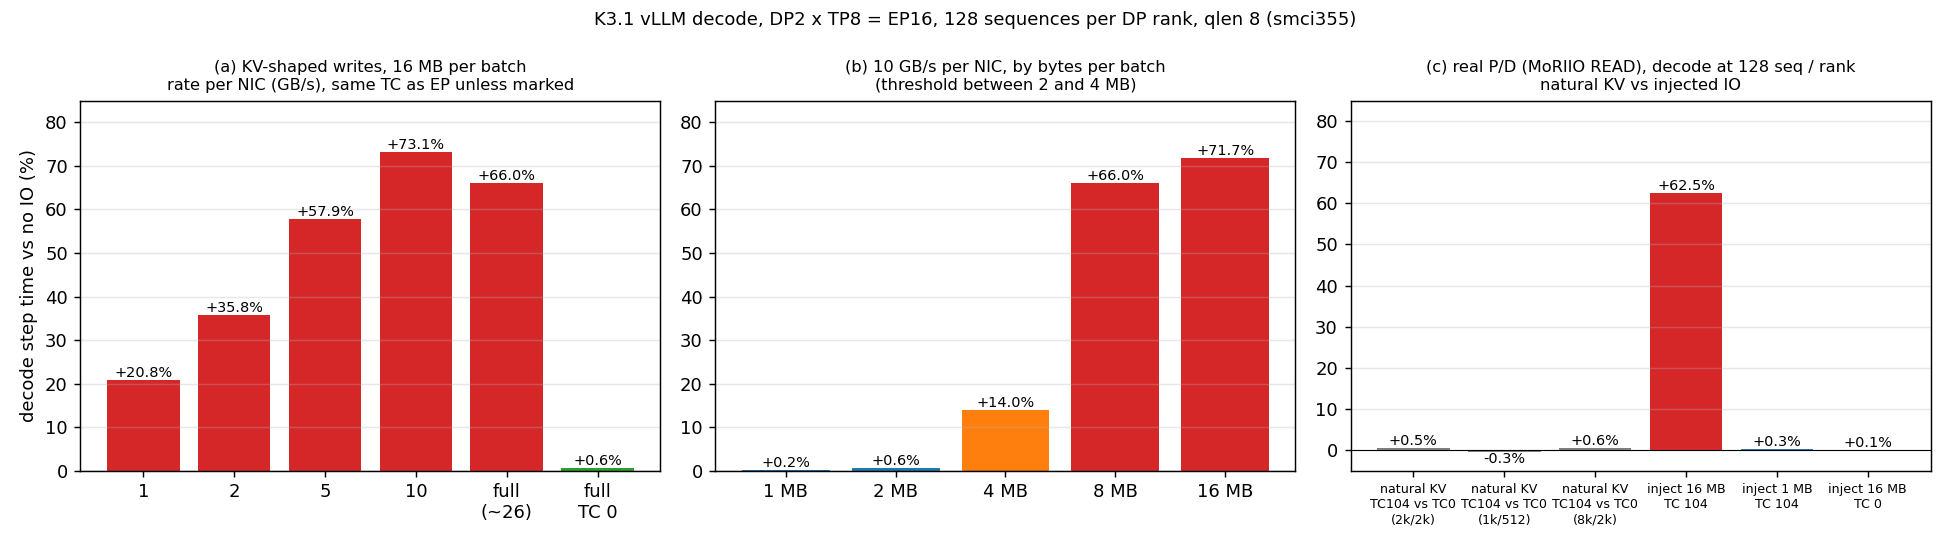 K3.1 vLLM decode, DP2 x TP8 = EP16, 128 sequences per DP rank, qlen 8 (smci355)
(a) KV-shaped writes, 16 MB per batch
rate per NIC (GB/s), same TC as EP unless marked
decode step time vs no IO (%)
80
70
60
50
40
30
20
10
0
+20.8%
+35.8%
+57.9%
+73.1%
+66.0%
+0.6%
1
2
5
10
full
(~26)
full
TC 0
(b) 10 GB/s per NIC, by bytes per batch
(threshold between 2 and 4 MB)
80
70
60
50
40
30
20
10
0
+0.2%
+0.6%
+14.0%
+66.0%
+71.7%
1 MB
2 MB
4 MB
8 MB
16 MB
(c) real P/D (MoRIIO READ), decode at 128 seq / rank
natural KV vs injected IO
80
70
60
50
40
30
20
10
0
+0.5%
-0.3%
+0.6%
+62.5%
+0.3%
+0.1%
natural KV
TC104 vs TC0
(2k/2k)
natural KV
TC104 vs TC0
(1k/512)
natural KV
TC104 vs TC0
(8k/2k)
inject 16 MB
TC 104
inject 1 MB
TC 104
inject 16 MB
TC 0